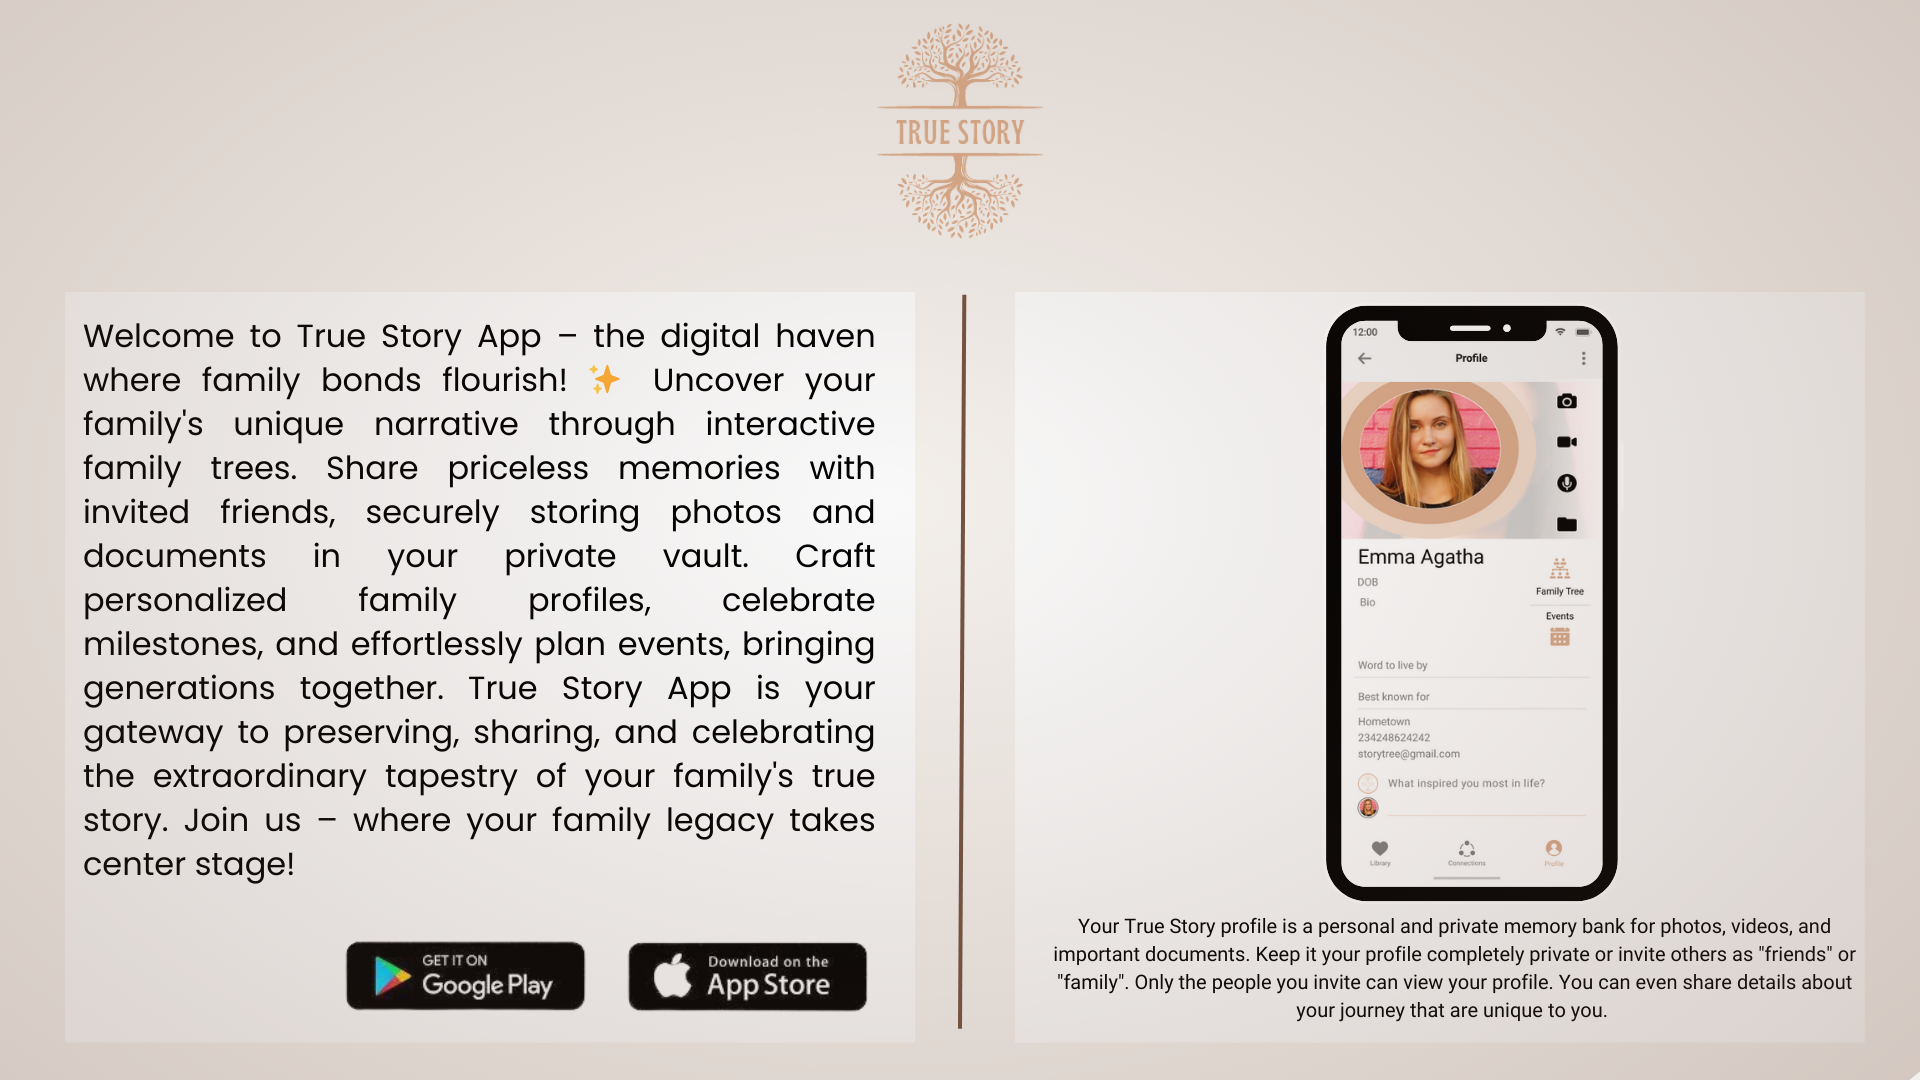 TRUE STORY
Welcome to True Story App – the digital haven
where family bonds flourish! ✨ Uncover your
family's unique narrative through interactive
family trees. Share priceless memories with
invited friends, securely storing photos and
documents in your private vault. Craft
personalized family profiles, celebrate
milestones, and effortlessly plan events, bringing
generations together. True Story App is your
gateway to preserving, sharing, and celebrating
the extraordinary tapestry of your family's true
story. Join us – where your family legacy takes
center stage!
GET IT ON
Google Play
Download on the
App Store
12:00
Profile
Emma Agatha
DOB
Bio
Family Tree
Events
Word to live by
Best known for
Hometown
234248624242
storytree@gmail.com
What inspired you most in life?
Library
Connections
Profile
Your True Story profile is a personal and private memory bank for photos, videos, and
important documents. Keep it your profile completely private or invite others as "friends" or
"family". Only the people you invite can view your profile. You can even share details about
your journey that are unique to you.